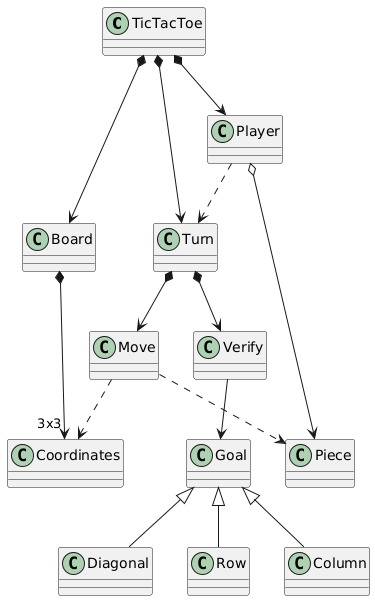 C TicTacToe
C Player
C Board
C Turn
C Move
C Verify
3x3
C Coordinates
C Goal
C Piece
C Diagonal
C Row
C Column